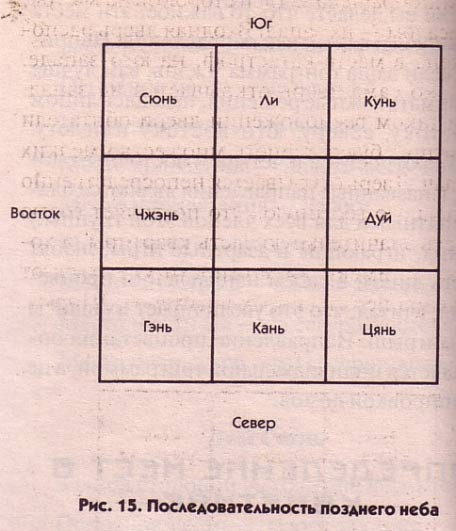 Юг
Сюнь Ли Кунь
Восток Чжэнь Дуй
Гэнь Кань Цянь
Север
Рис. 15. Последовательность позднего неба